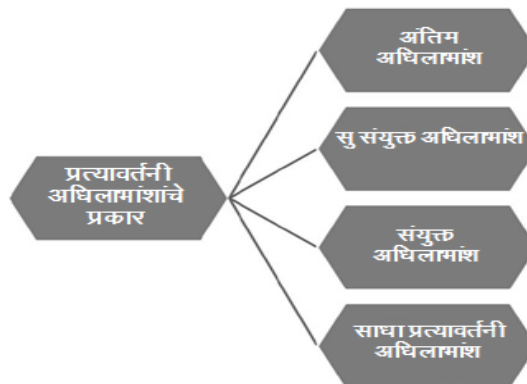 अंतिम
अधिलाभांश
सु संयुक्त अधिलाभांश
प्रत्यावर्तनी
अधिलाभांशांचे
प्रकार
संयुक्त
अधिलाभांश
साधा प्रत्यावर्तनी
अधिलाभांश